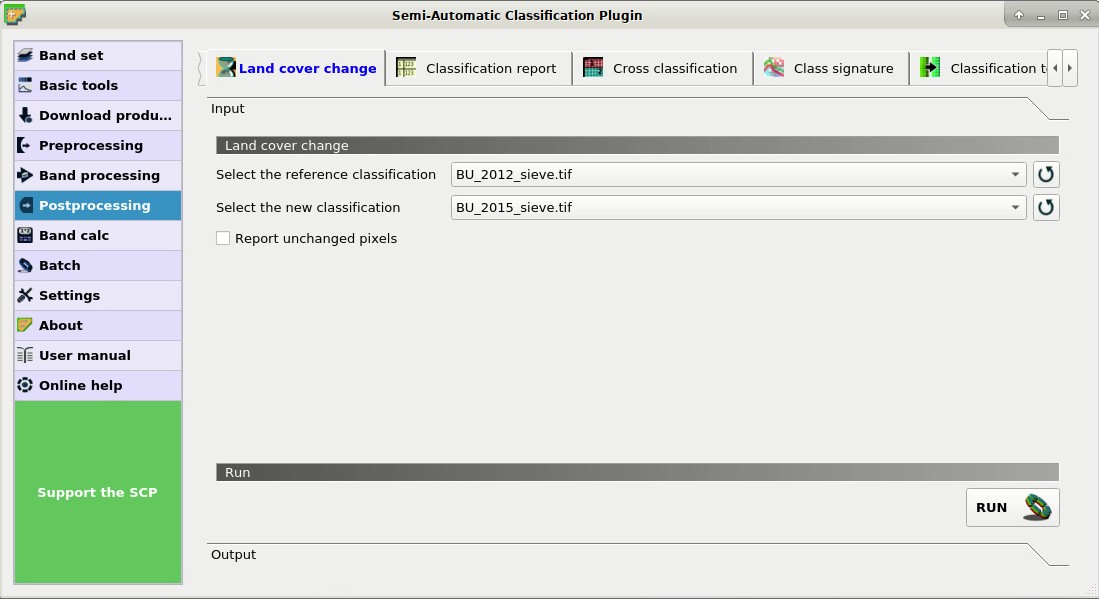 Semi-Automatic Classification Plugin
Band set
Basic tools
Download produ...
Preprocessing
Band processing
Postprocessing
Band calc
Batch
Settings
About
User manual
Online help
Support the SCP
Land cover change
Classification report
Cross classification
Class signature
Classification t
Input
Land cover change
Select the reference classification BU_2012_sieve.tif
Select the new classification BU_2015_sieve.tif
Report unchanged pixels
Run
RUN
Output